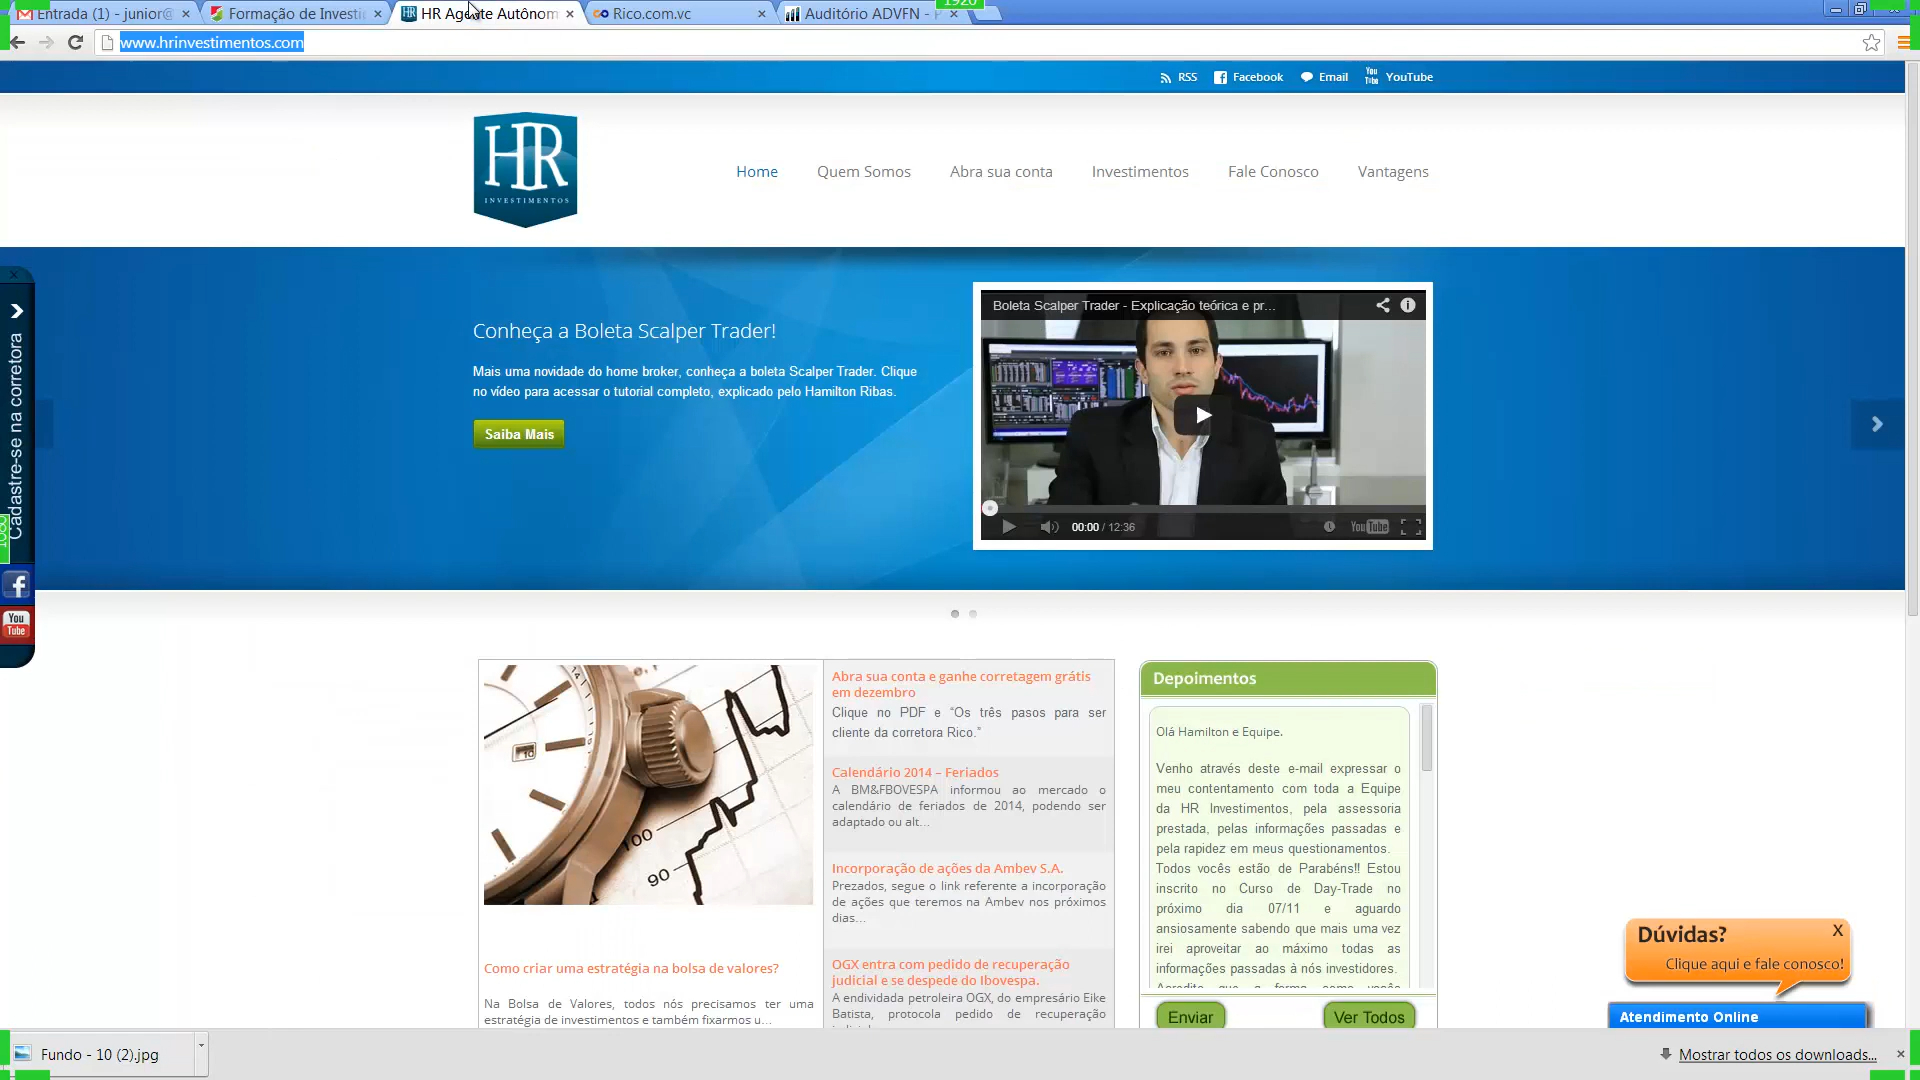 Entrada (1) - junior@
Formação de Investi
HR Agente Autônom
Rico.com.vc
Auditório ADVFN -
1920
www.hrinvestimentos.com
RSS
Facebook
Email
YouTube
HR
INVESTIMENTOS
Home
Quem Somos
Abra sua conta
Investimentos
Fale Conosco
Vantagens
Cadastre-se na corretora
1080
You
Tube
Conheça a Boleta Scalper Trader!
Mais uma novidade do home broker, conheça a boleta Scalper Trader. Clique
no vídeo para acessar o tutorial completo, explicado pelo Hamilton Ribas.
Saiba Mais
Boleta Scalper Trader - Explicação teórica e pr...
00:00 / 12:36
YouTube
100
90
Como criar uma estratégia na bolsa de valores?
Na Bolsa de Valores, todos nós precisamos ter uma
estratégia de investimentos e também fixarmos u...
Abra sua conta e ganhe corretagem grátis
em dezembro
Clique no PDF e “Os três pasos para ser
cliente da corretora Rico.”
Calendário 2014 – Feriados
A BM&FBOVESPA informou ao mercado o
calendário de feriados de 2014, podendo ser
adaptado ou alt...
Incorporação de ações da Ambev S.A.
Prezados, segue o link referente a incorporação
de ações que teremos na Ambev nos próximos
dias...
OGX entra com pedido de recuperação
judicial e se despede do Ibovespa.
A endividada petroleira OGX, do empresário Eike
Batista, protocola pedido de recuperação
Depoimentos
Olá Hamilton e Equipe.
Venho através deste e-mail expressar o
meu contentamento com toda a Equipe
da HR Investimentos, pela assessoria
prestada, pelas informações passadas e
pela rapidez em meus questionamentos.
Todos vocês estão de Parabéns!! Estou
inscrito no Curso de Day-Trade no
próximo dia 07/11 e aguardo
ansiosamente sabendo que mais uma vez
irei aproveitar ao máximo todas as
informações passadas à nós investidores.
Enviar
Ver Todos
Dúvidas?
X
Clique aqui e fale conosco!
Atendimento Online
Fundo - 10 (2).jpg
Mostrar todos os downloads...